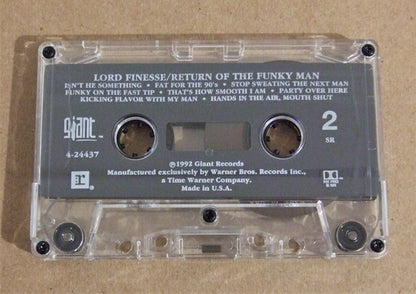 LORD FINESSE/RETURN OF THE FUNKY MAN
ISN'T HE SOMETHING • FAT FOR THE 90's • STOP SWEATING THE NEXT MAN
FUNKY ON THE FAST TIP • THAT'S HOW SMOOTH I AM • PARTY OVER HERE
KICKING FLAVOR WITH MY MAN • HANDS IN THE AIR, MOUTH SHUT
giant™
4-24437
2
SR
©1992 Giant Records
Manufactured exclusively by Warner Bros. Records Inc.,
a Time Warner Company.
Made in U.S.A.